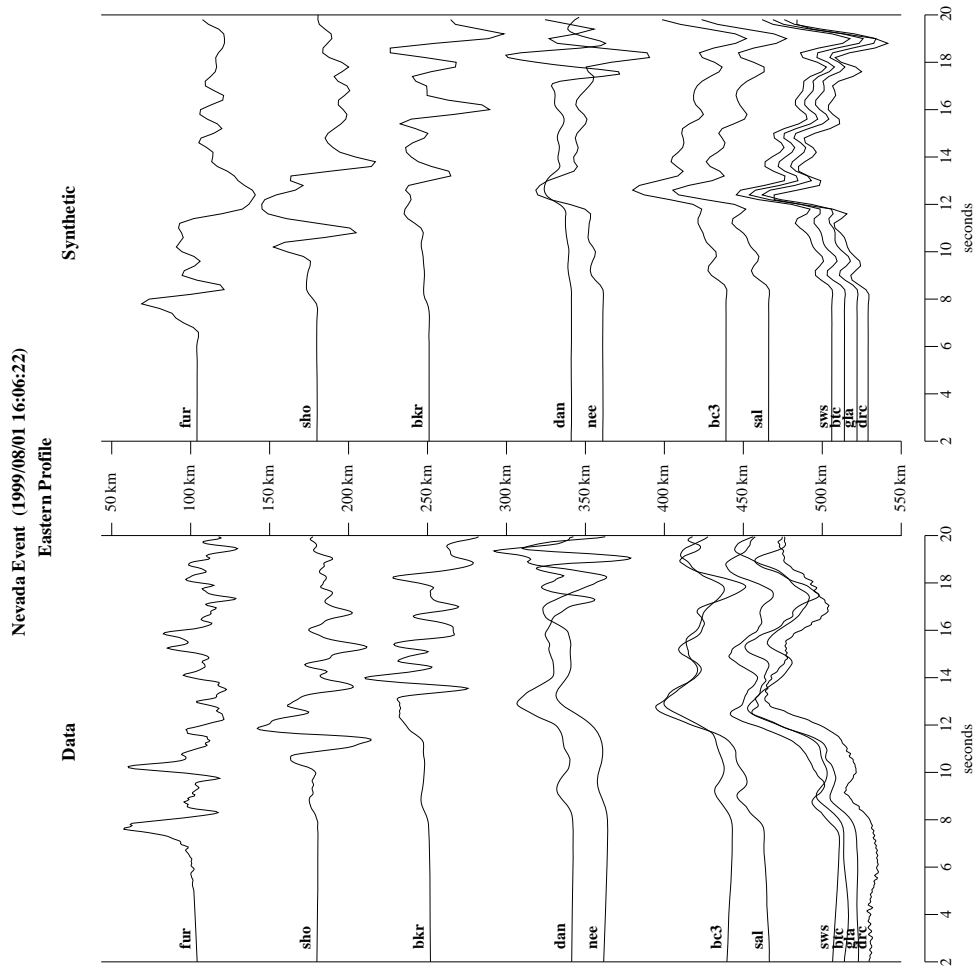 Nevada Event (1999/08/01 16:06:22)
Eastern Profile
Data
Synthetic
fur
sho
bkr
dan
nee
bc3
sal
sws
btc
gla
drc
2 4 6 8 10 12 14 16 18 20
seconds
50 km
100 km
150 km
200 km
250 km
300 km
350 km
400 km
450 km
500 km
550 km
fur
sho
bkr
dan
nee
bc3
sal
sws
btc
gla
drc
2 4 6 8 10 12 14 16 18 20
seconds